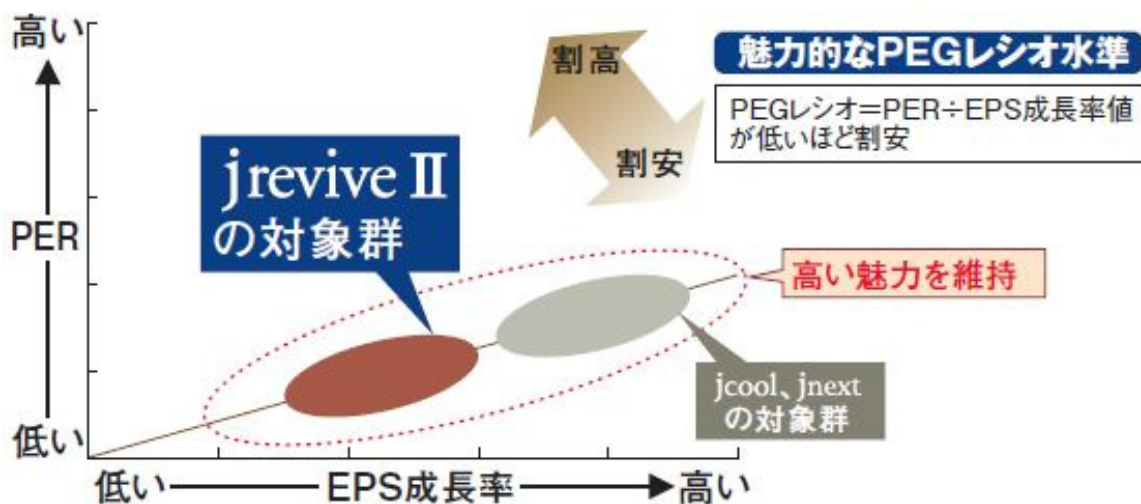 高い
PER
低い
低い
EPS成長率
高い
割高
割安
魅力的なPEGレシオ水準
PEGレシオ=PER÷EPS成長率値
が低いほど割安
jrevive Ⅱ
の対象群
高い魅力を維持
jcool、jnext
の対象群